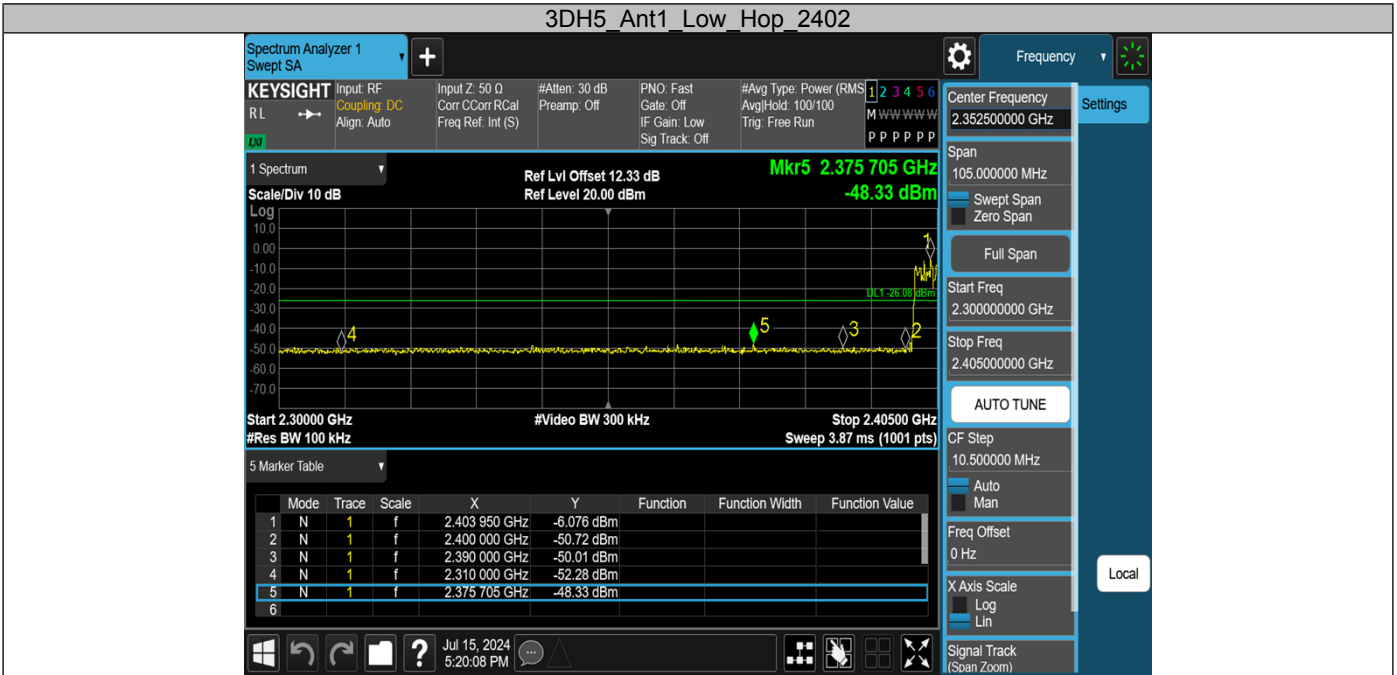 3DH5_Ant1_Low_Hop_2402
Spectrum Analyzer 1
Swept SA
+
Frequency
KEYSIGHT
RL
LXI
Input: RF
Coupling: DC
Align: Auto
Input Z: 50 Ω
Corr CCorr RCal
Freq Ref: Int (S)
#Atten: 30 dB
Preamp: Off
PNO: Fast
Gate: Off
IF Gain: Low
Sig Track: Off
#Avg Type: Power (RMS
Avg|Hold: 100/100
Trig: Free Run
1 2 3 4 5 6
M W W W W W
P P P P P P
1 Spectrum
Ref Lvl Offset 12.33 dB
Mkr5 2.375 705 GHz
Scale/Div 10 dB
Ref Level 20.00 dBm
-48.33 dBm
Log
10.0
0.00
-10.0
-20.0
-30.0
-40.0
-50.0
-60.0
-70.0
1
DL1 -26.08 dBm
4
5
3
2
Start 2.30000 GHz
#Video BW 300 kHz
Stop 2.40500 GHz
#Res BW 100 kHz
Sweep 3.87 ms (1001 pts)
5 Marker Table
Mode Trace Scale X Y Function Function Width Function Value
1 N 1 f 2.403 950 GHz -6.076 dBm
2 N 1 f 2.400 000 GHz -50.72 dBm
3 N 1 f 2.390 000 GHz -50.01 dBm
4 N 1 f 2.310 000 GHz -52.28 dBm
5 N 1 f 2.375 705 GHz -48.33 dBm
6
?
Jul 15, 2024
5:20:08 PM
Center Frequency
2.352500000 GHz
Settings
Span
105.000000 MHz
Swept Span
Zero Span
Full Span
Start Freq
2.300000000 GHz
Stop Freq
2.405000000 GHz
AUTO TUNE
CF Step
10.500000 MHz
Auto
Man
Freq Offset
0 Hz
Local
X Axis Scale
Log
Lin
Signal Track
(Span Zoom)